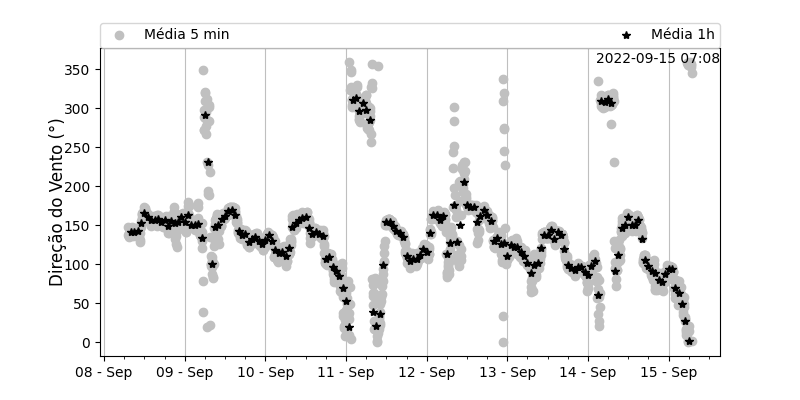 Média 5 min
Média 1h
2022-09-15 07:08
Direção do Vento (°)
350
300
250
200
150
100
50
0
08 - Sep
09 - Sep
10 - Sep
11 - Sep
12 - Sep
13 - Sep
14 - Sep
15 - Sep